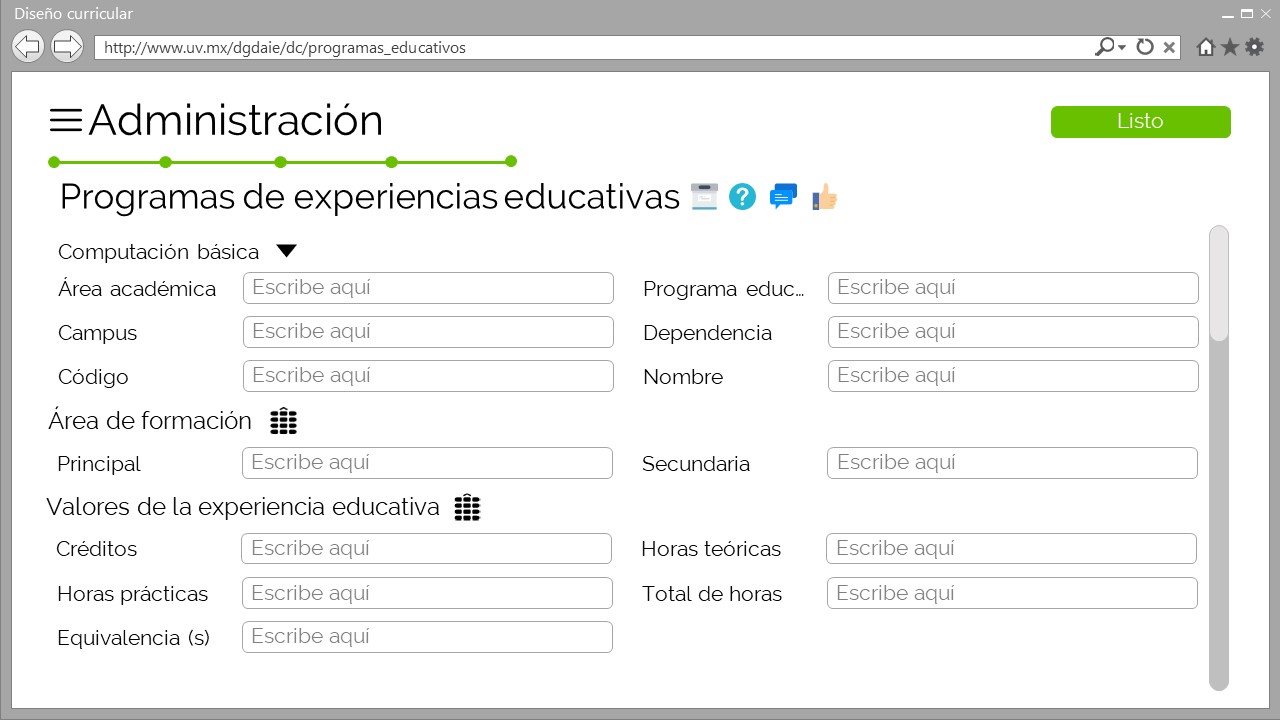 Diseño curricular
http://www.uv.mx/dgdaie/dc/programas_educativos
Administración
Listo
Programas de experiencias educativas
?
Computación básica
Área académica Escribe aquí Programa educ... Escribe aquí
Campus Escribe aquí Dependencia Escribe aquí
Código Escribe aquí Nombre Escribe aquí
Área de formación
Principal Escribe aquí Secundaria Escribe aquí
Valores de la experiencia educativa
Créditos Escribe aquí Horas teóricas Escribe aquí
Horas prácticas Escribe aquí Total de horas Escribe aquí
Equivalencia (s) Escribe aquí